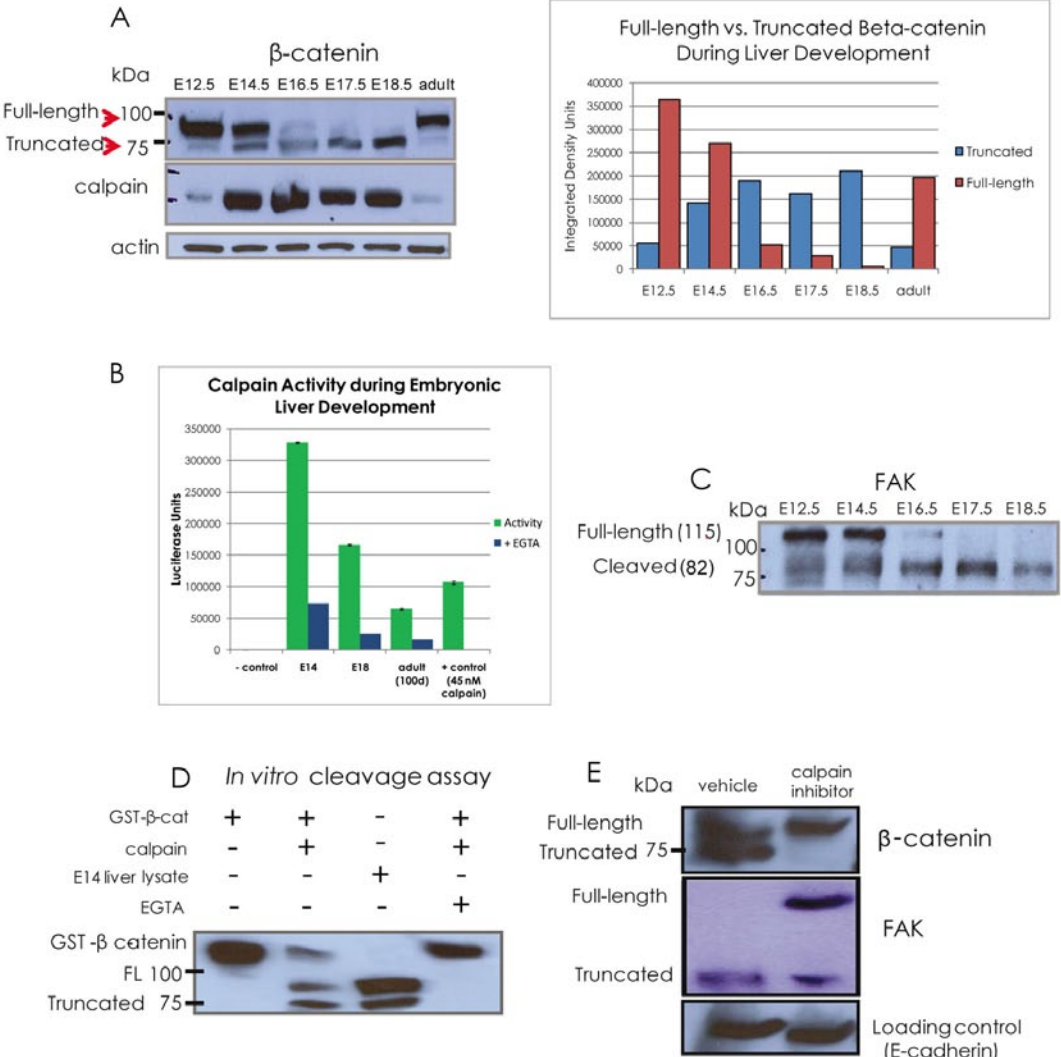 A
β-catenin
kDa
E12.5 E14.5 E16.5 E17.5 E18.5 adult
Full-length 100
Truncated 75
calpain
actin
Full-length vs. Truncated Beta-catenin
During Liver Development
Integrated Density Units
400000
350000
300000
250000
200000
150000
100000
50000
0
E12.5 E14.5 E16.5 E17.5 E18.5 adult
Truncated
Full-length
B
Calpain Activity during Embryonic
Liver Development
Luciferase Units
350000
300000
250000
200000
150000
100000
50000
0
- control E14 E18 adult (100d) + control (45 nM calpain)
Activity
+ EGTA
C
FAK
kDa E12.5 E14.5 E16.5 E17.5 E18.5
Full-length (115)
100
Cleaved (82)
75
D
In vitro cleavage assay
GST-β-cat + + - +
calpain - + - +
E14 liver lysate - - + -
EGTA - - - +
GST -β catenin
FL 100
Truncated 75
E
kDa vehicle calpain inhibitor
Full-length
Truncated 75
β-catenin
Full-length
FAK
Truncated
Loading control
(E-cadherin)